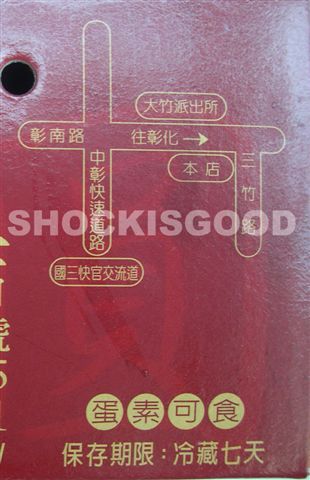 大竹派出所
彰南路
往彰化→
本店
三竹路
中彰快速道路
國三快官交流道
SHOCKISGOOD
號
蛋素可食
保存期限：冷藏七天